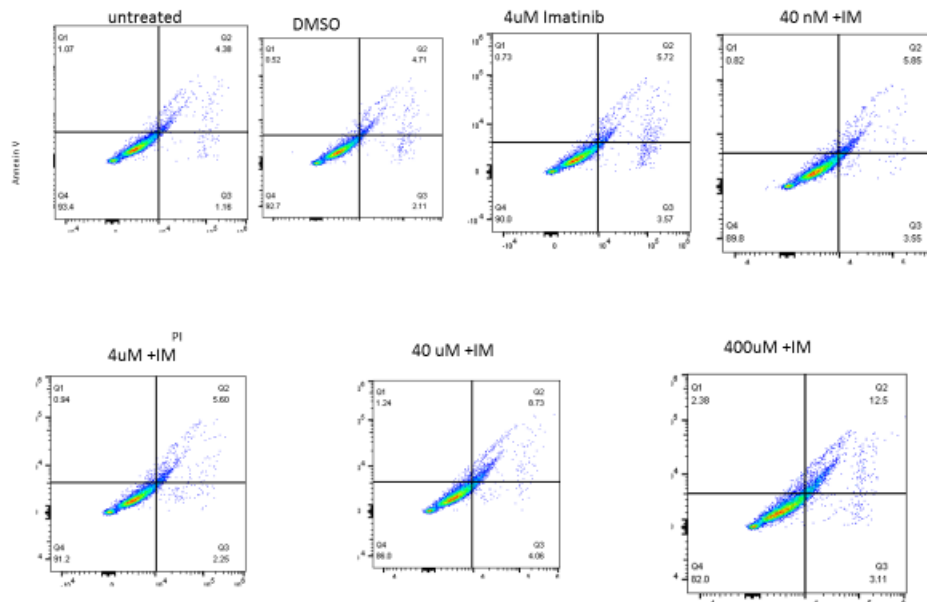 untreated
DMSO
4uM Imatinib
40 nM +IM
Q1
1.07
Q2
4.38
Q4
93.4
Q3
1.16
Q1
0.52
Q2
4.71
Q4
92.7
Q3
2.11
Q1
0.73
Q2
5.72
Q4
90.0
Q3
3.57
Q1
0.82
Q2
5.85
Q4
89.8
Q3
3.55
Annexin V
PI
4uM +IM
40 uM +IM
400uM +IM
Q1
0.94
Q2
5.60
Q4
91.2
Q3
2.25
Q1
1.24
Q2
8.73
Q4
86.0
Q3
4.06
Q1
2.38
Q2
12.5
Q4
82.0
Q3
3.11